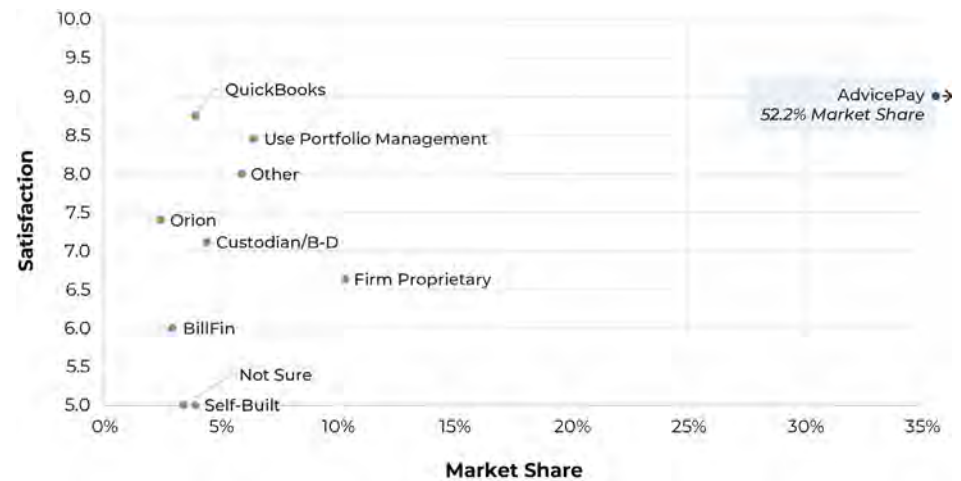 10.0
9.5
QuickBooks
9.0
AdvicePay
52.2% Market Share
8.5
Use Portfolio Management
8.0
Other
7.5
Orion
7.0
Custodian/B-D
6.5
Firm Proprietary
6.0
BillFin
5.5
Not Sure
5.0
Self-Built
0% 5% 10% 15% 20% 25% 30% 35%
Satisfaction
Market Share